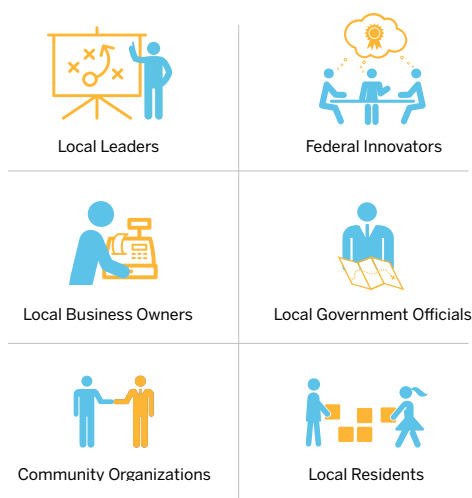 Local Leaders
Federal Innovators
Local Business Owners
Local Government Officials
Community Organizations
Local Residents